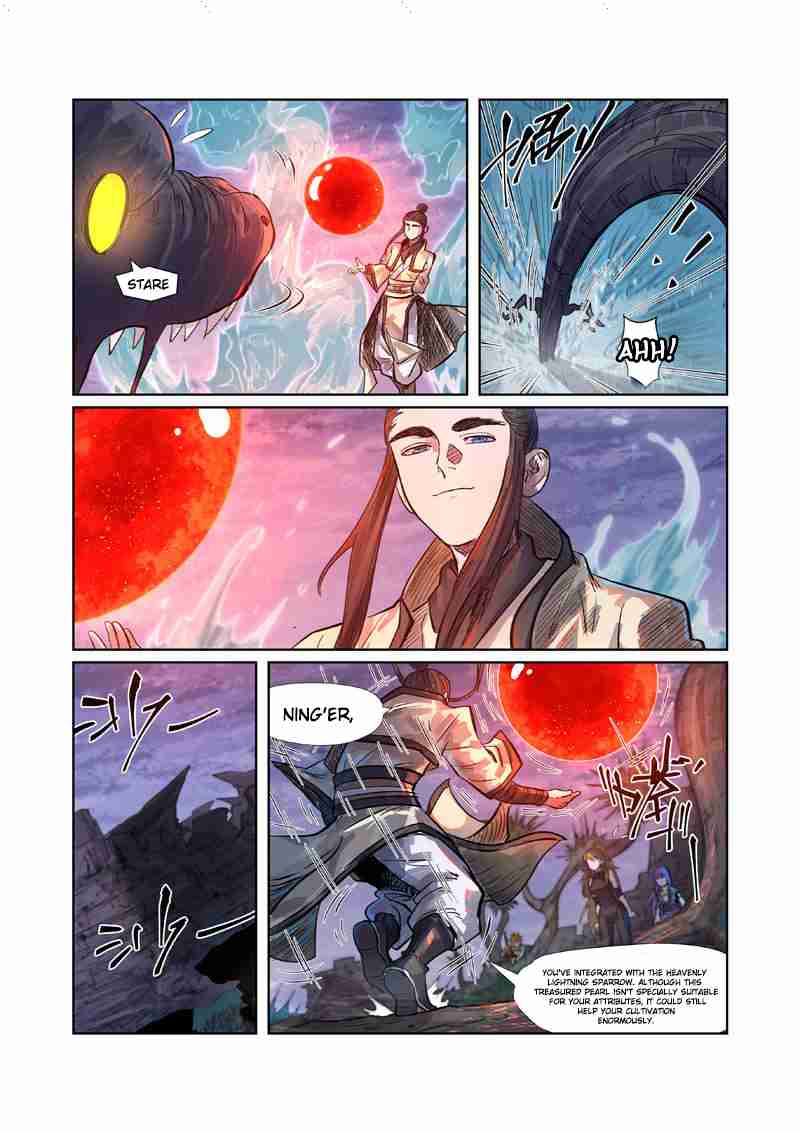 STARE
AHH!
NING'ER,
YOU'VE INTEGRATED WITH THE HEAVENLY
LIGHTNING SPARROW. ALTHOUGH THIS
TREASURED PEARL ISN'T SPECIALLY SUITABLE
FOR YOUR ATTRIBUTES, IT COULD STILL
HELP YOUR CULTIVATION
ENORMOUSLY.